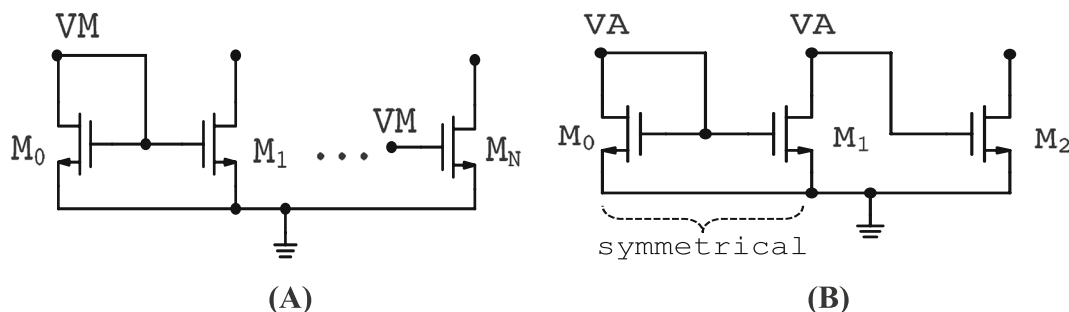 VM
M0
M1
. . .
VM
MN
(A)
VA
VA
M0
M1
M2
symmetrical
(B)